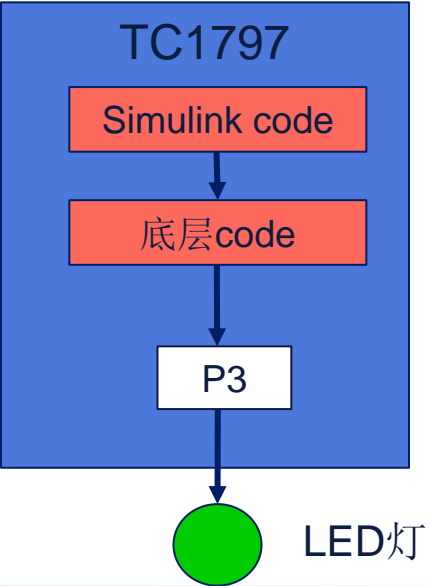 TC1797
Simulink code
底层code
P3
LED灯